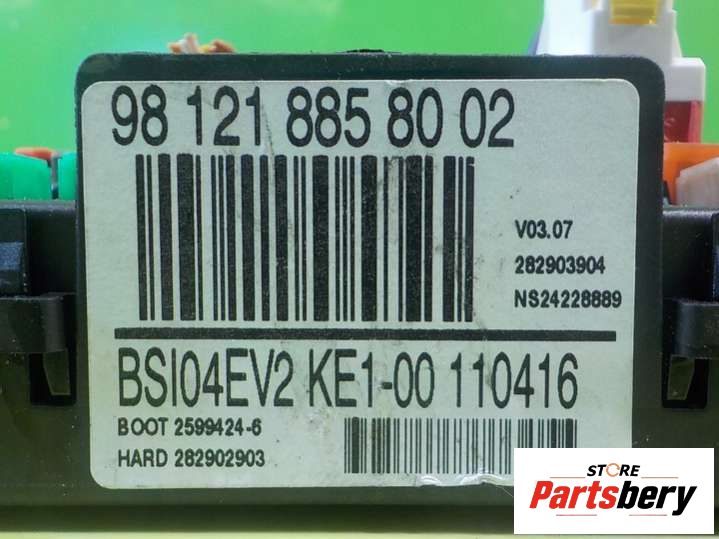 98 121 885 80 02
V03.07
282903904
NS24228889
BSI04EV2 KE1-00 110416
BOOT 2599424-6
HARD 282902903
STORE
Partsbery